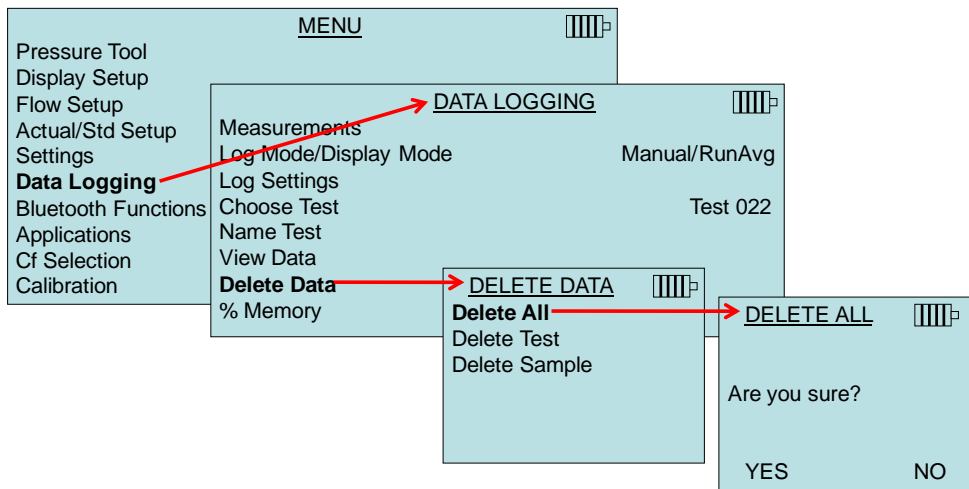 MENU
Pressure Tool
Display Setup
Flow Setup
Actual/Std Setup
Settings
Data Logging
Bluetooth Functions
Applications
Cf Selection
Calibration
DATA LOGGING
Measurements
Log Mode/Display Mode Manual/RunAvg
Log Settings
Choose Test Test 022
Name Test
View Data
Delete Data
% Memory
DELETE DATA
Delete All
Delete Test
Delete Sample
DELETE ALL
Are you sure?
YES NO